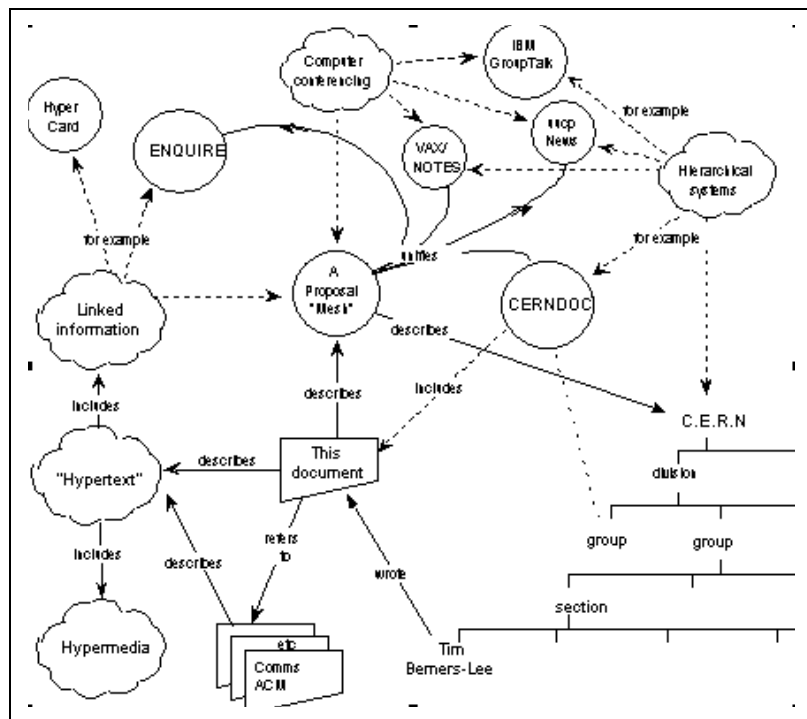 Computer
conferencing
IBM
GroupTalk
Hyper
Card
ENQUIRE
VAX/
NOTES
uucp
News
for example
Hierarchical
systems
for example
for example
unifies
A
Proposal
"Mesh"
CERNDOC
Linked
information
describes
includes
describes
includes
C.E.R.N
This
document
describes
"Hypertext"
division
refers
to
group
group
includes
describes
wrote
section
Hypermedia
etc
Comms
ACM
Tim
Berners-Lee